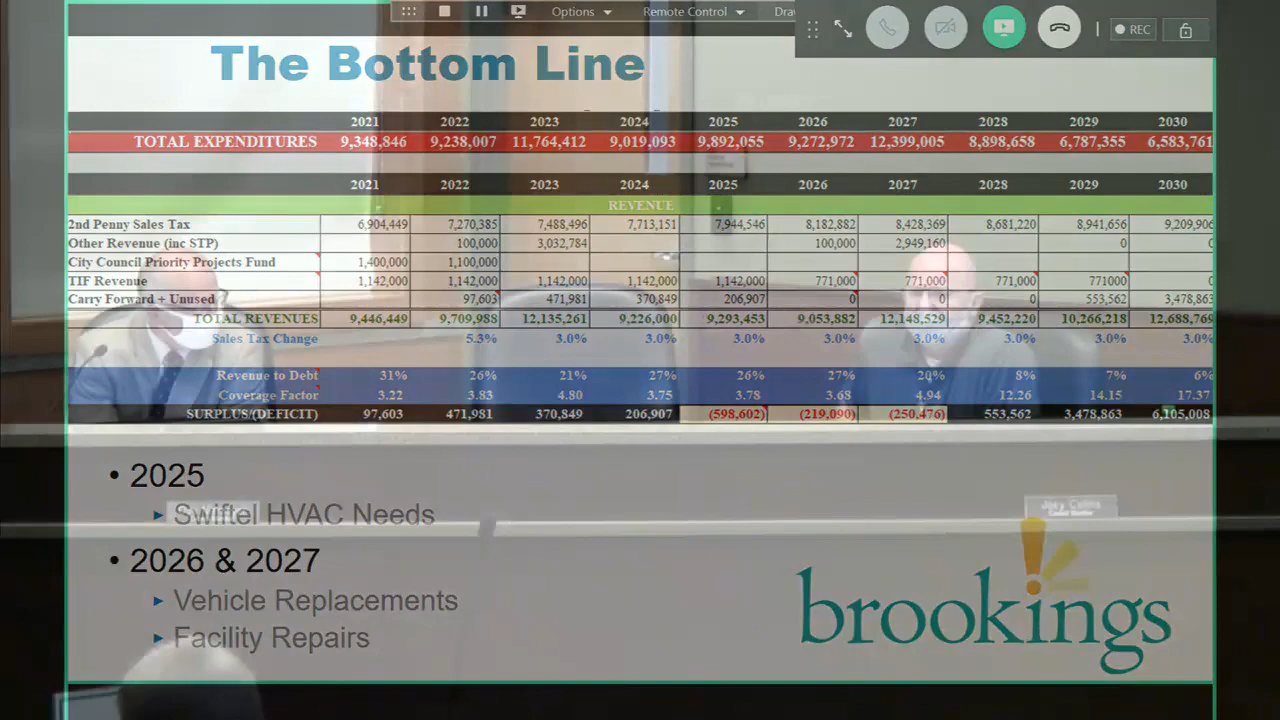 Options Remote Control
REC
The Bottom Line
2021 2022 2023 2024 2025 2026 2027 2028 2029 2030
TOTAL EXPENDITURES 9,348,846 9,238,007 11,764,412 9,019,093 9,892,055 9,272,972 12,399,005 8,898,658 6,787,355 6,583,761
2021 2022 2023 2024 2025 2026 2027 2028 2029 2030
REVENUE
2nd Penny Sales Tax 6,904,449 7,270,385 7,488,496 7,713,151 7,944,546 8,182,882 8,428,369 8,681,220 8,941,656 9,209,906
Other Revenue (inc STP) 100,000 3,032,784 100,000 2,949,160 0 0
City Council Priority Projects Fund 1,400,000 1,100,000
TIF Revenue 1,142,000 1,142,000 1,142,000 1,142,000 1,142,000 771,000 771,000 771,000 771000 0
Carry Forward + Unused 97,603 471,981 370,849 206,907 0 0 0 553,562 3,478,863
TOTAL REVENUES 9,446,449 9,709,988 12,135,261 9,226,000 9,293,453 9,053,882 12,148,529 9,452,220 10,266,218 12,688,769
Sales Tax Change 5.3% 3.0% 3.0% 3.0% 3.0% 3.0% 3.0% 3.0% 3.0%
Revenue to Debt 31% 26% 21% 27% 26% 27% 20% 8% 7% 6%
Coverage Factor 3.22 3.83 4.80 3.75 3.78 3.68 4.94 12.26 14.15 17.37
SURPLUS/(DEFICIT) 97,603 471,981 370,849 206,907 (598,602) (219,090) (250,476) 553,562 3,478,863 6,105,008
• 2025
Swiftel HVAC Needs
Joey Collins
Council Member
• 2026 & 2027
Vehicle Replacements
Facility Repairs
brookings